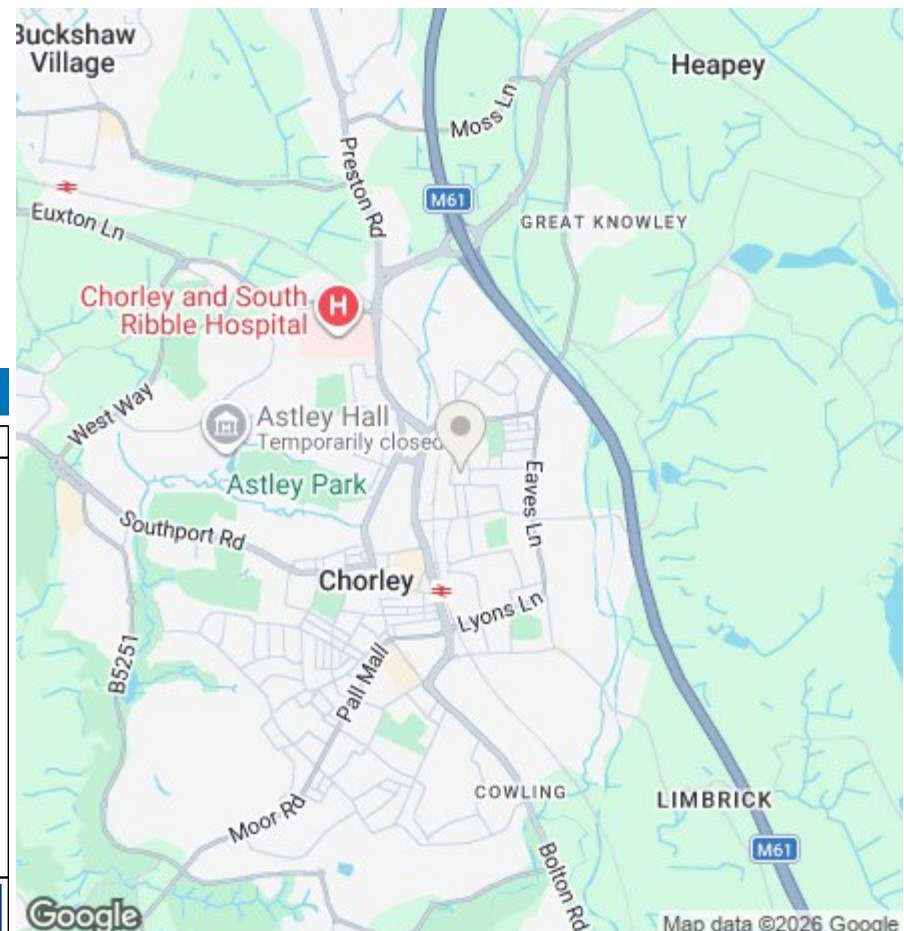 Buckshaw
Village
Heapey
Moss Ln
Preston Rd
M61
GREAT KNOWLEY
Euxton Ln
Chorley and South
Ribble Hospital
H
West Way
Astley Hall
Temporarily closed
Astley Park
Eaves Ln
Southport Rd
Chorley
Lyons Ln
B5251
Pall Mall
COWLING
LIMBRICK
Moor Rd
M61
Bolton Rd
Google
Map data ©2026 Google